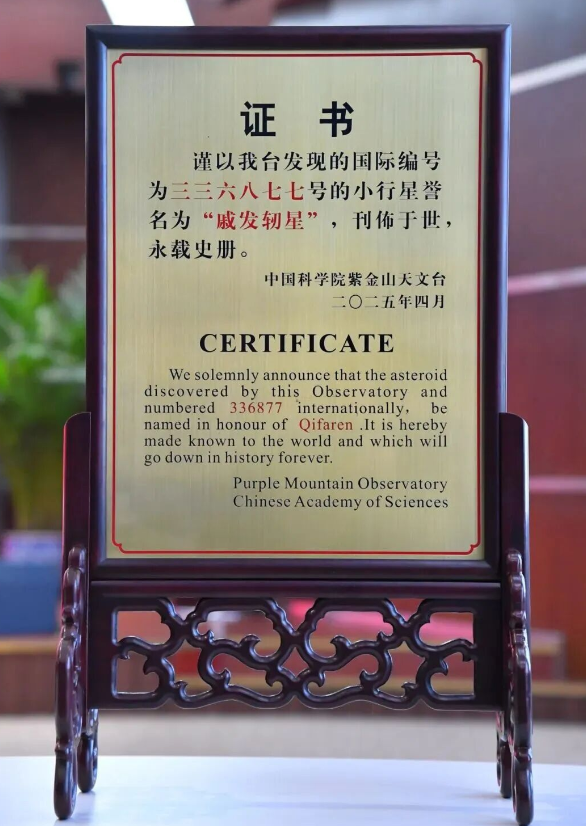 证 书
谨以我台发现的国际编号
为三三六八七七号的小行星誉
名为“戚发轫星”，刊佈于世，
永载史册。
中国科学院紫金山天文台
二〇二五年四月
CERTIFICATE
We solemnly announce that the asteroid
discovered by this Observatory and
numbered 336877 internationally, be
named in honour of Qifaren .It is hereby
made known to the world and which will
go down in history forever.
Purple Mountain Observatory
Chinese Academy of Sciences